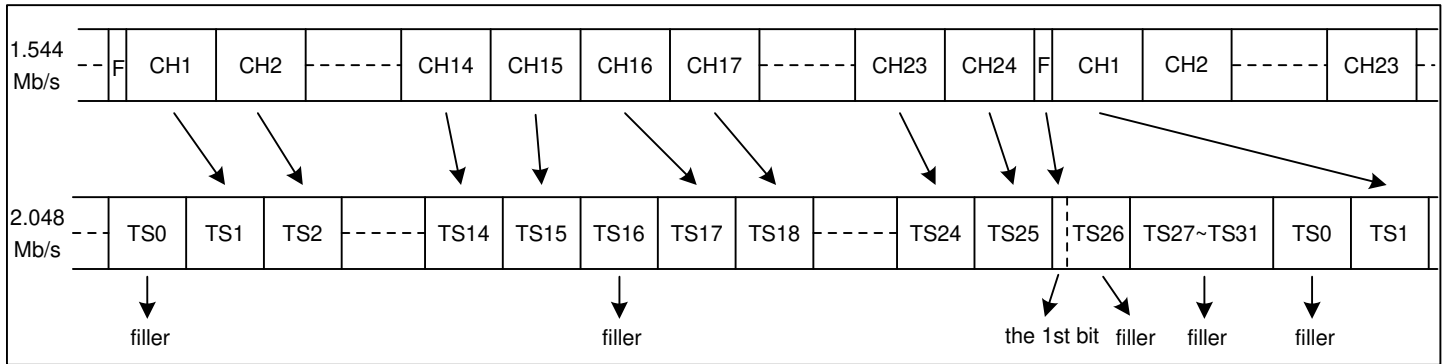 1.544
Mb/s
F CH1 CH2 CH14 CH15 CH16 CH17 CH23 CH24 F CH1 CH2 CH23
2.048
Mb/s
TS0 TS1 TS2 TS14 TS15 TS16 TS17 TS18 TS24 TS25 TS26 TS27~TS31 TS0 TS1
filler filler the 1st bit filler filler filler